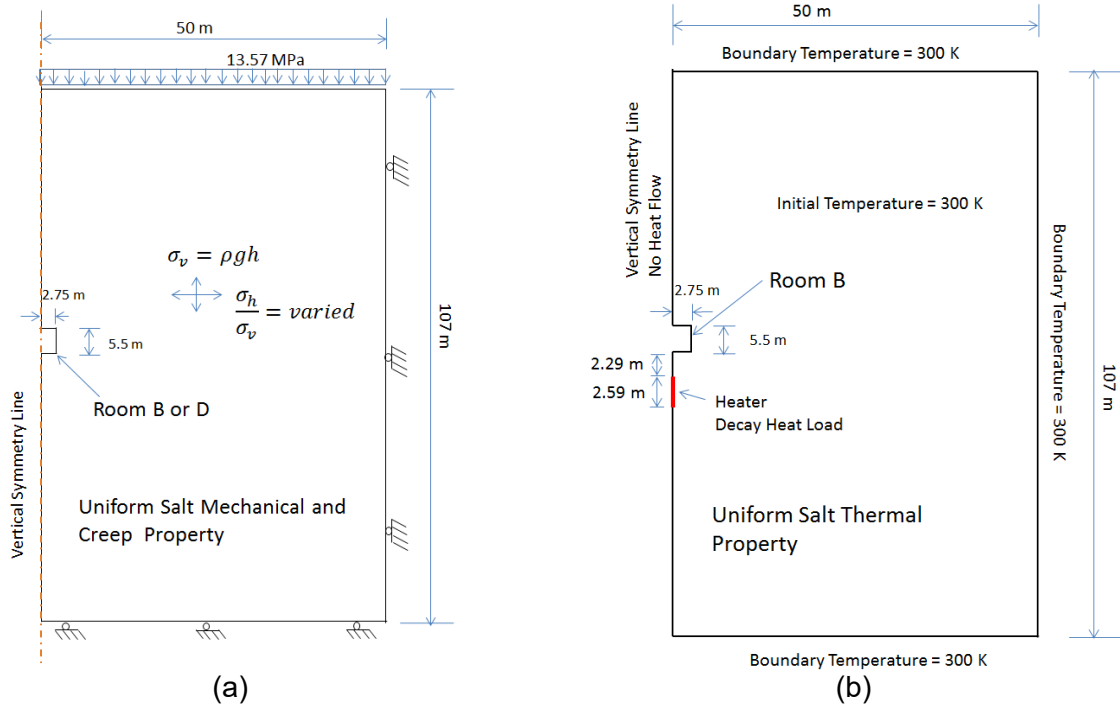 50 m
13.57 MPa
Vertical Symmetry Line
σ_v = ρgh
σ_h/σ_v = varied
2.75 m
5.5 m
107 m
Room B or D
Uniform Salt Mechanical and
Creep  Property
(a)
50 m
Boundary Temperature = 300 K
Vertical Symmetry Line
No Heat Flow
Initial Temperature = 300 K
Boundary Temperature = 300 K
2.75 m
Room B
5.5 m
2.29 m
2.59 m
Heater
Decay Heat Load
107 m
Uniform Salt Thermal
Property
Boundary Temperature = 300 K
(b)